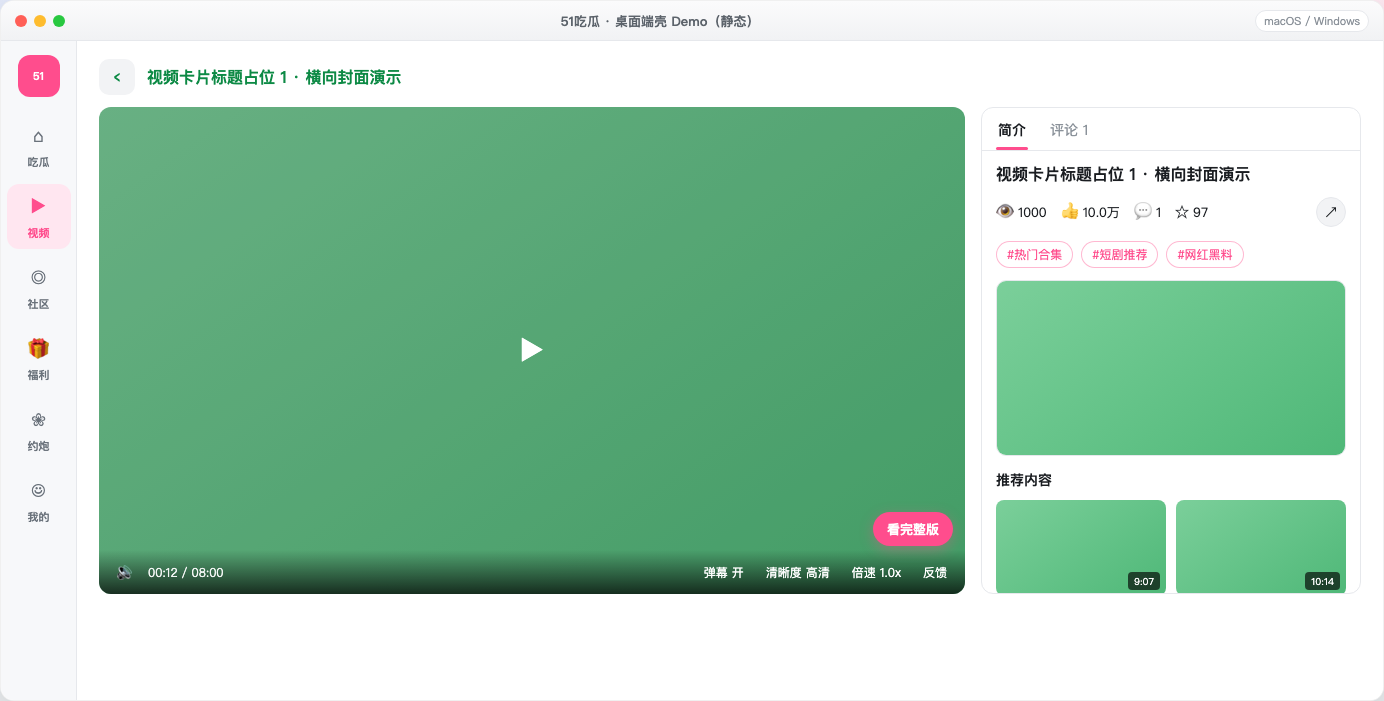 51吃瓜 · 桌面端壳 Demo（静态）
macOS / Windows
51
吃瓜
视频
社区
福利
约炮
我的
视频卡片标题占位 1 · 横向封面演示
看完整版
00:12 / 08:00
弹幕 开 清晰度 高清 倍速 1.0x 反馈
简介 评论 1
视频卡片标题占位 1 · 横向封面演示
1000 10.0万 1 97
#热门合集 #短剧推荐 #网红黑料
推荐内容
9:07 10:14